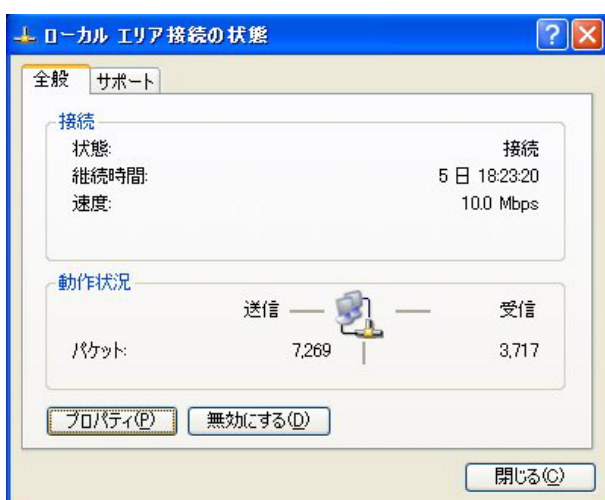 ローカル エリア接続の状態
全般 サポート
接続
状態: 接続
継続時間: 5 日 18:23:20
速度: 10.0 Mbps
動作状況
送信 受信
パケット: 7,269 3,717
プロパティ(P) 無効にする(D)
閉じる(C)